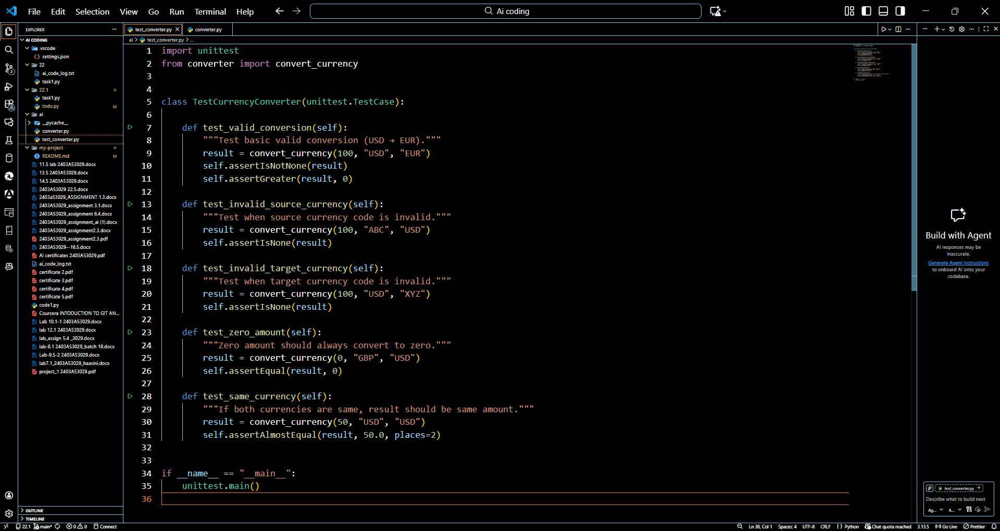 File Edit Selection View Go Run Terminal Help
Ai coding
EXPLORER
AI CODING
.vscode
settings.json
22
ai_code_log.txt
task1.py
22.1
task1.py
todo.py M
ai
__pycache__
converter.py
test_converter.py
my-project
README.md M
11.5 lab 2403A53029.docx
13.5 2403A53029.docx
14.5 2403A53029.docx
2403A53029 22.5.docx
2403a53029_ASSIGNMENT 1.3.docx
2403A53029_assignment 3.1.docx
2403A53029_assignment 6.4.docx
2403A53029_assignment_ai (1).docx
2403A53029_assignment2.3.docx
2403A53029_assignment2.3.pdf
2403A53029--16.5.docx
AI certificates 2403A53029.pdf
ai_code_log.txt
certificate 2.pdf
certificate 3.pdf
certificate 4.pdf
certificate 5.pdf
code1.py
Coursera INTODUCTION TO GIT AN...
Lab 10.1-1 2403A53029.docx
lab 12.1 2403A53029.docx
lab_assign 5.4 _3029.docx
lab-8.1 2403A53029_batch 18.docx
Lab-9.5-2 2403A53029.docx
lab7.1_2403A53029_haasini.docx
project_1 2403A53029.pdf
OUTLINE
TIMELINE
test_converter.py converter.py
ai > test_converter.py > ...
1 import unittest
2 from converter import convert_currency
3
4
5 class TestCurrencyConverter(unittest.TestCase):
6
7 def test_valid_conversion(self):
8 """Test basic valid conversion (USD → EUR)."""
9 result = convert_currency(100, "USD", "EUR")
10 self.assertIsNotNone(result)
11 self.assertGreater(result, 0)
12
13 def test_invalid_source_currency(self):
14 """Test when source currency code is invalid."""
15 result = convert_currency(100, "ABC", "USD")
16 self.assertIsNone(result)
17
18 def test_invalid_target_currency(self):
19 """Test when target currency code is invalid."""
20 result = convert_currency(100, "USD", "XYZ")
21 self.assertIsNone(result)
22
23 def test_zero_amount(self):
24 """Zero amount should always convert to zero."""
25 result = convert_currency(0, "GBP", "USD")
26 self.assertEqual(result, 0)
27
28 def test_same_currency(self):
29 """If both currencies are same, result should be same amount."""
30 result = convert_currency(50, "USD", "USD")
31 self.assertAlmostEqual(result, 50.0, places=2)
32
33
34 if __name__ == "__main__":
35 unittest.main()
36
Build with Agent
AI responses may be
inaccurate.
Generate Agent Instructions
to onboard AI onto your
codebase.
test_converter.py
Describe what to build next
Ag... A...
22.1 main* 0 0 Connect
Ln 36, Col 1 Spaces: 4 UTF-8 CRLF { } Python Chat quota reached 3.13.5 Go Live Prettier